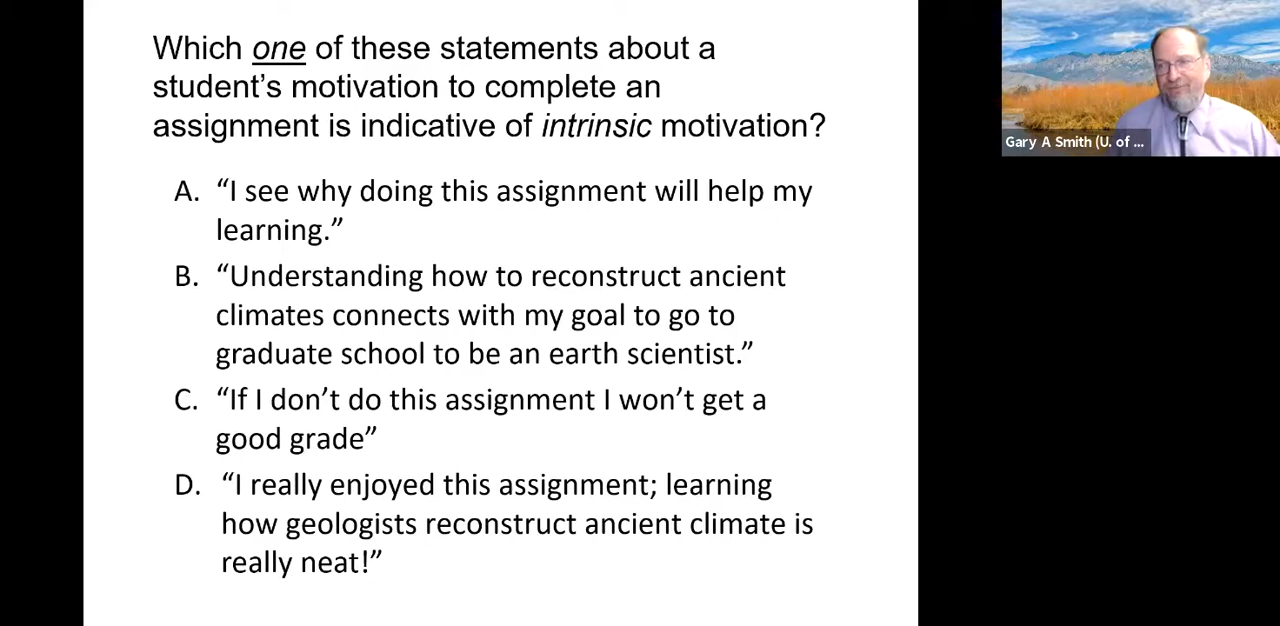 Which one of these statements about a
student’s motivation to complete an
assignment is indicative of intrinsic motivation?
A. “I see why doing this assignment will help my
learning.”
B. “Understanding how to reconstruct ancient
climates connects with my goal to go to
graduate school to be an earth scientist.”
C. “If I don’t do this assignment I won’t get a
good grade”
D. “I really enjoyed this assignment; learning
how geologists reconstruct ancient climate is
really neat!”
Gary A Smith (U. of ...